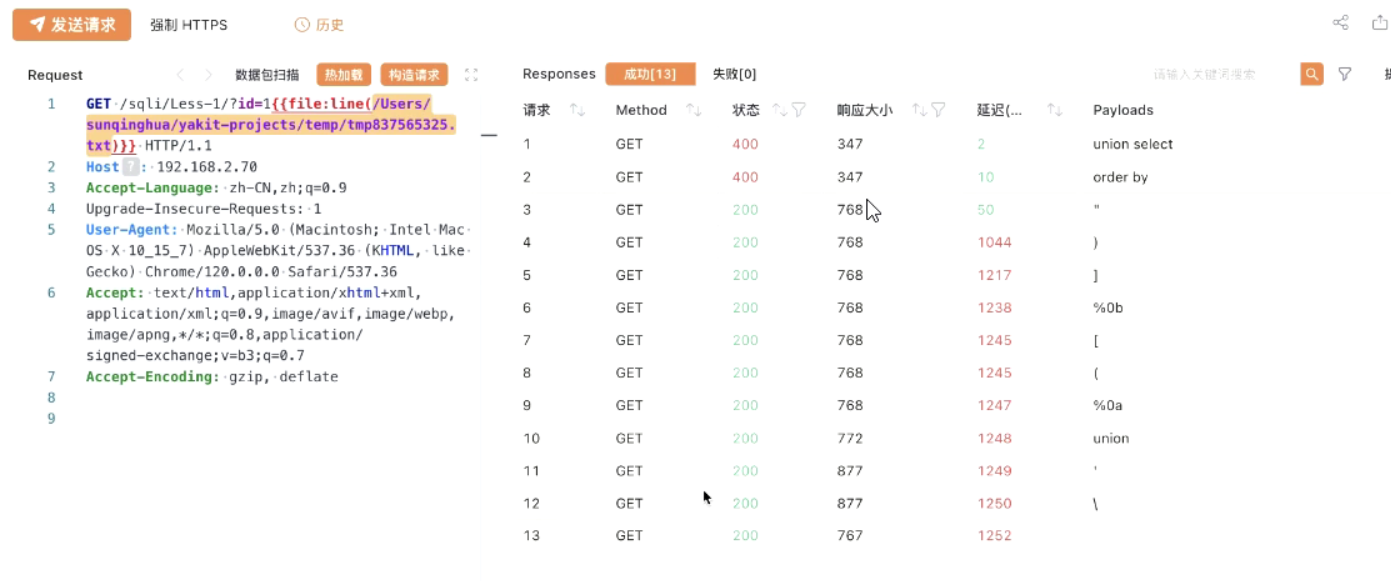 发送请求 强制 HTTPS 历史
Request 数据包扫描 热加载 构造请求 Responses 成功[13] 失败[0] 请输入关键词搜索
1 GET /sqli/Less-1/?id=1{{file:line(/Users/
sunqinghua/yakit-projects/temp/tmp837565325.
txt)}} HTTP/1.1
2 Host ? : 192.168.2.70
3 Accept-Language: zh-CN,zh;q=0.9
4 Upgrade-Insecure-Requests: 1
5 User-Agent: Mozilla/5.0 (Macintosh; Intel Mac
OS X 10_15_7) AppleWebKit/537.36 (KHTML, like
Gecko) Chrome/120.0.0.0 Safari/537.36
6 Accept: text/html,application/xhtml+xml,
application/xml;q=0.9,image/avif,image/webp,
image/apng,*/*;q=0.8,application/
signed-exchange;v=b3;q=0.7
7 Accept-Encoding: gzip, deflate
8
9
请求 Method 状态 响应大小 延迟(... Payloads
1 GET 400 347 2 union select
2 GET 400 347 10 order by
3 GET 200 768 50 "
4 GET 200 768 1044 )
5 GET 200 768 1217 ]
6 GET 200 768 1238 %0b
7 GET 200 768 1245 [
8 GET 200 768 1245 (
9 GET 200 768 1247 %0a
10 GET 200 772 1248 union
11 GET 200 877 1249 '
12 GET 200 877 1250 \
13 GET 200 767 1252